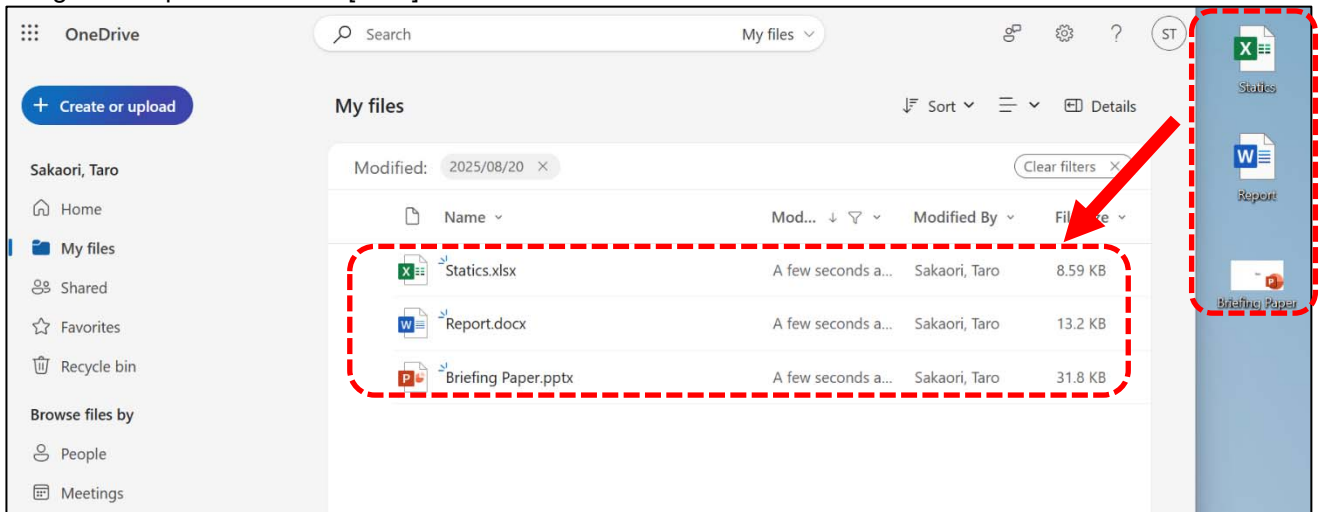 OneDrive
Search
My files
?
ST
+ Create or upload
My files
Sort
Details
Sakaori, Taro
Modified: 2025/08/20 ×
Clear filters ×
Home
Name
Mod...
Modified By
My files
Statics.xlsx
A few seconds a...
Sakaori, Taro
8.59 KB
Shared
Favorites
Report.docx
A few seconds a...
Sakaori, Taro
13.2 KB
Recycle bin
Briefing Paper.pptx
A few seconds a...
Sakaori, Taro
31.8 KB
Browse files by
People
Meetings
Statics
Report
Briefing Paper